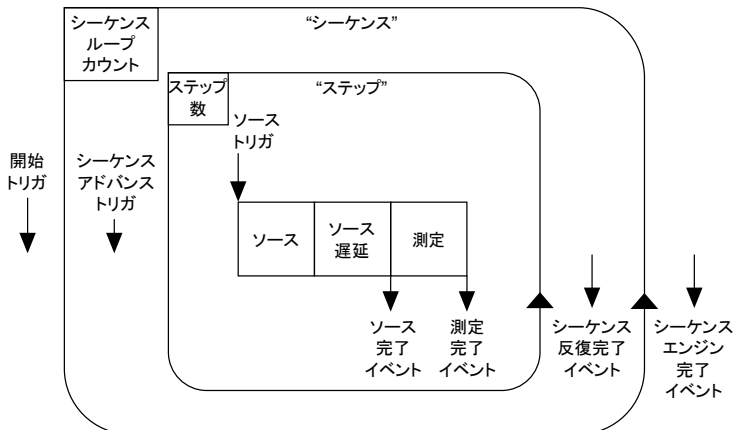 シーケンス
ループ
カウント
“シーケンス”
ステップ
数
“ステップ”
ソース
トリガ
開始
トリガ
シーケンス
アドバンス
トリガ
ソース
ソース
遅延
測定
ソース
完了
イベント
測定
完了
イベント
シーケンス
反復完了
イベント
シーケンス
エンジン
完了
イベント